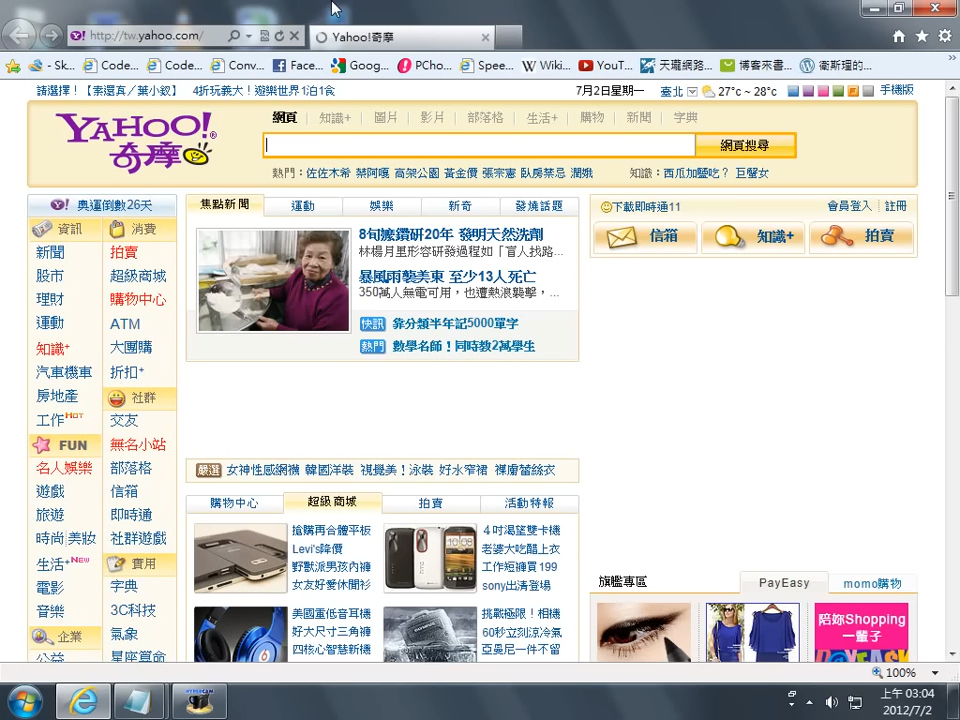 http://tw.yahoo.com/
Yahoo!奇摩
- Sk...
Code...
Code...
Conv...
Face...
Goog...
PCho...
Spee...
Wiki...
YouT...
天瓏網路...
博客來書...
衛斯理的...
請選擇！【素還真／葉小釵】
4折玩義大！遊樂世界1泊1食
7月2日星期一
臺北
27°c ~ 28°c
手機版
YAHOO!
奇摩
網頁
知識+
圖片
影片
部落格
生活+
購物
新聞
字典
網頁搜尋
熱門：佐佐木希 禁阿嗲 高架公園 黃金價 張宗憲 臥房禁忌 潤娥
知識：西瓜加鹽吃？ 巨蟹女
奧運倒數26天
資訊
消費
新聞
拍賣
股市
超級商城
理財
購物中心
運動
ATM
知識+
大團購
汽車機車
折扣+
房地產
社群
工作HOT
交友
FUN
無名小站
名人娛樂
部落格
遊戲
信箱
旅遊
即時通
時尚|美妝
社群遊戲
生活+NEW
實用
電影
字典
音樂
3C科技
企業
氣象
公益
星座算命
焦點新聞
運動
娛樂
新奇
發燒話題
8旬嬤鑽研20年 發明天然洗劑
林楊月里形容研發過程如「盲人找路...
暴風雨襲美東 至少13人死亡
350萬人無電可用，也遭熱浪襲擊，...
快訊 靠分類半年記5000單字
熱門 數學名師！同時教2萬學生
嚴選 女神性感網襪 韓國洋裝 視覺美！泳裝 好水窄裙 裸膚蕾絲衣
購物中心
超級商城
拍賣
活動特報
搶購再合體平板
Levi's降價
野獸派男孩內褲
女友好愛休閒衫
4吋渴望雙卡機
老婆大吃醋上衣
工作短褲買199
sony出清登場
美國重低音耳機
好大尺寸三角褲
四核心智慧新機
挑戰極限！相機
60秒立刻涼冷氣
亞曼尼一件不留
下載即時通11
會員登入
註冊
信箱
知識+
拍賣
旗艦專區
PayEasy
momo購物
陪妳Shopping
一輩子
100%
上午 03:04
2012/7/2